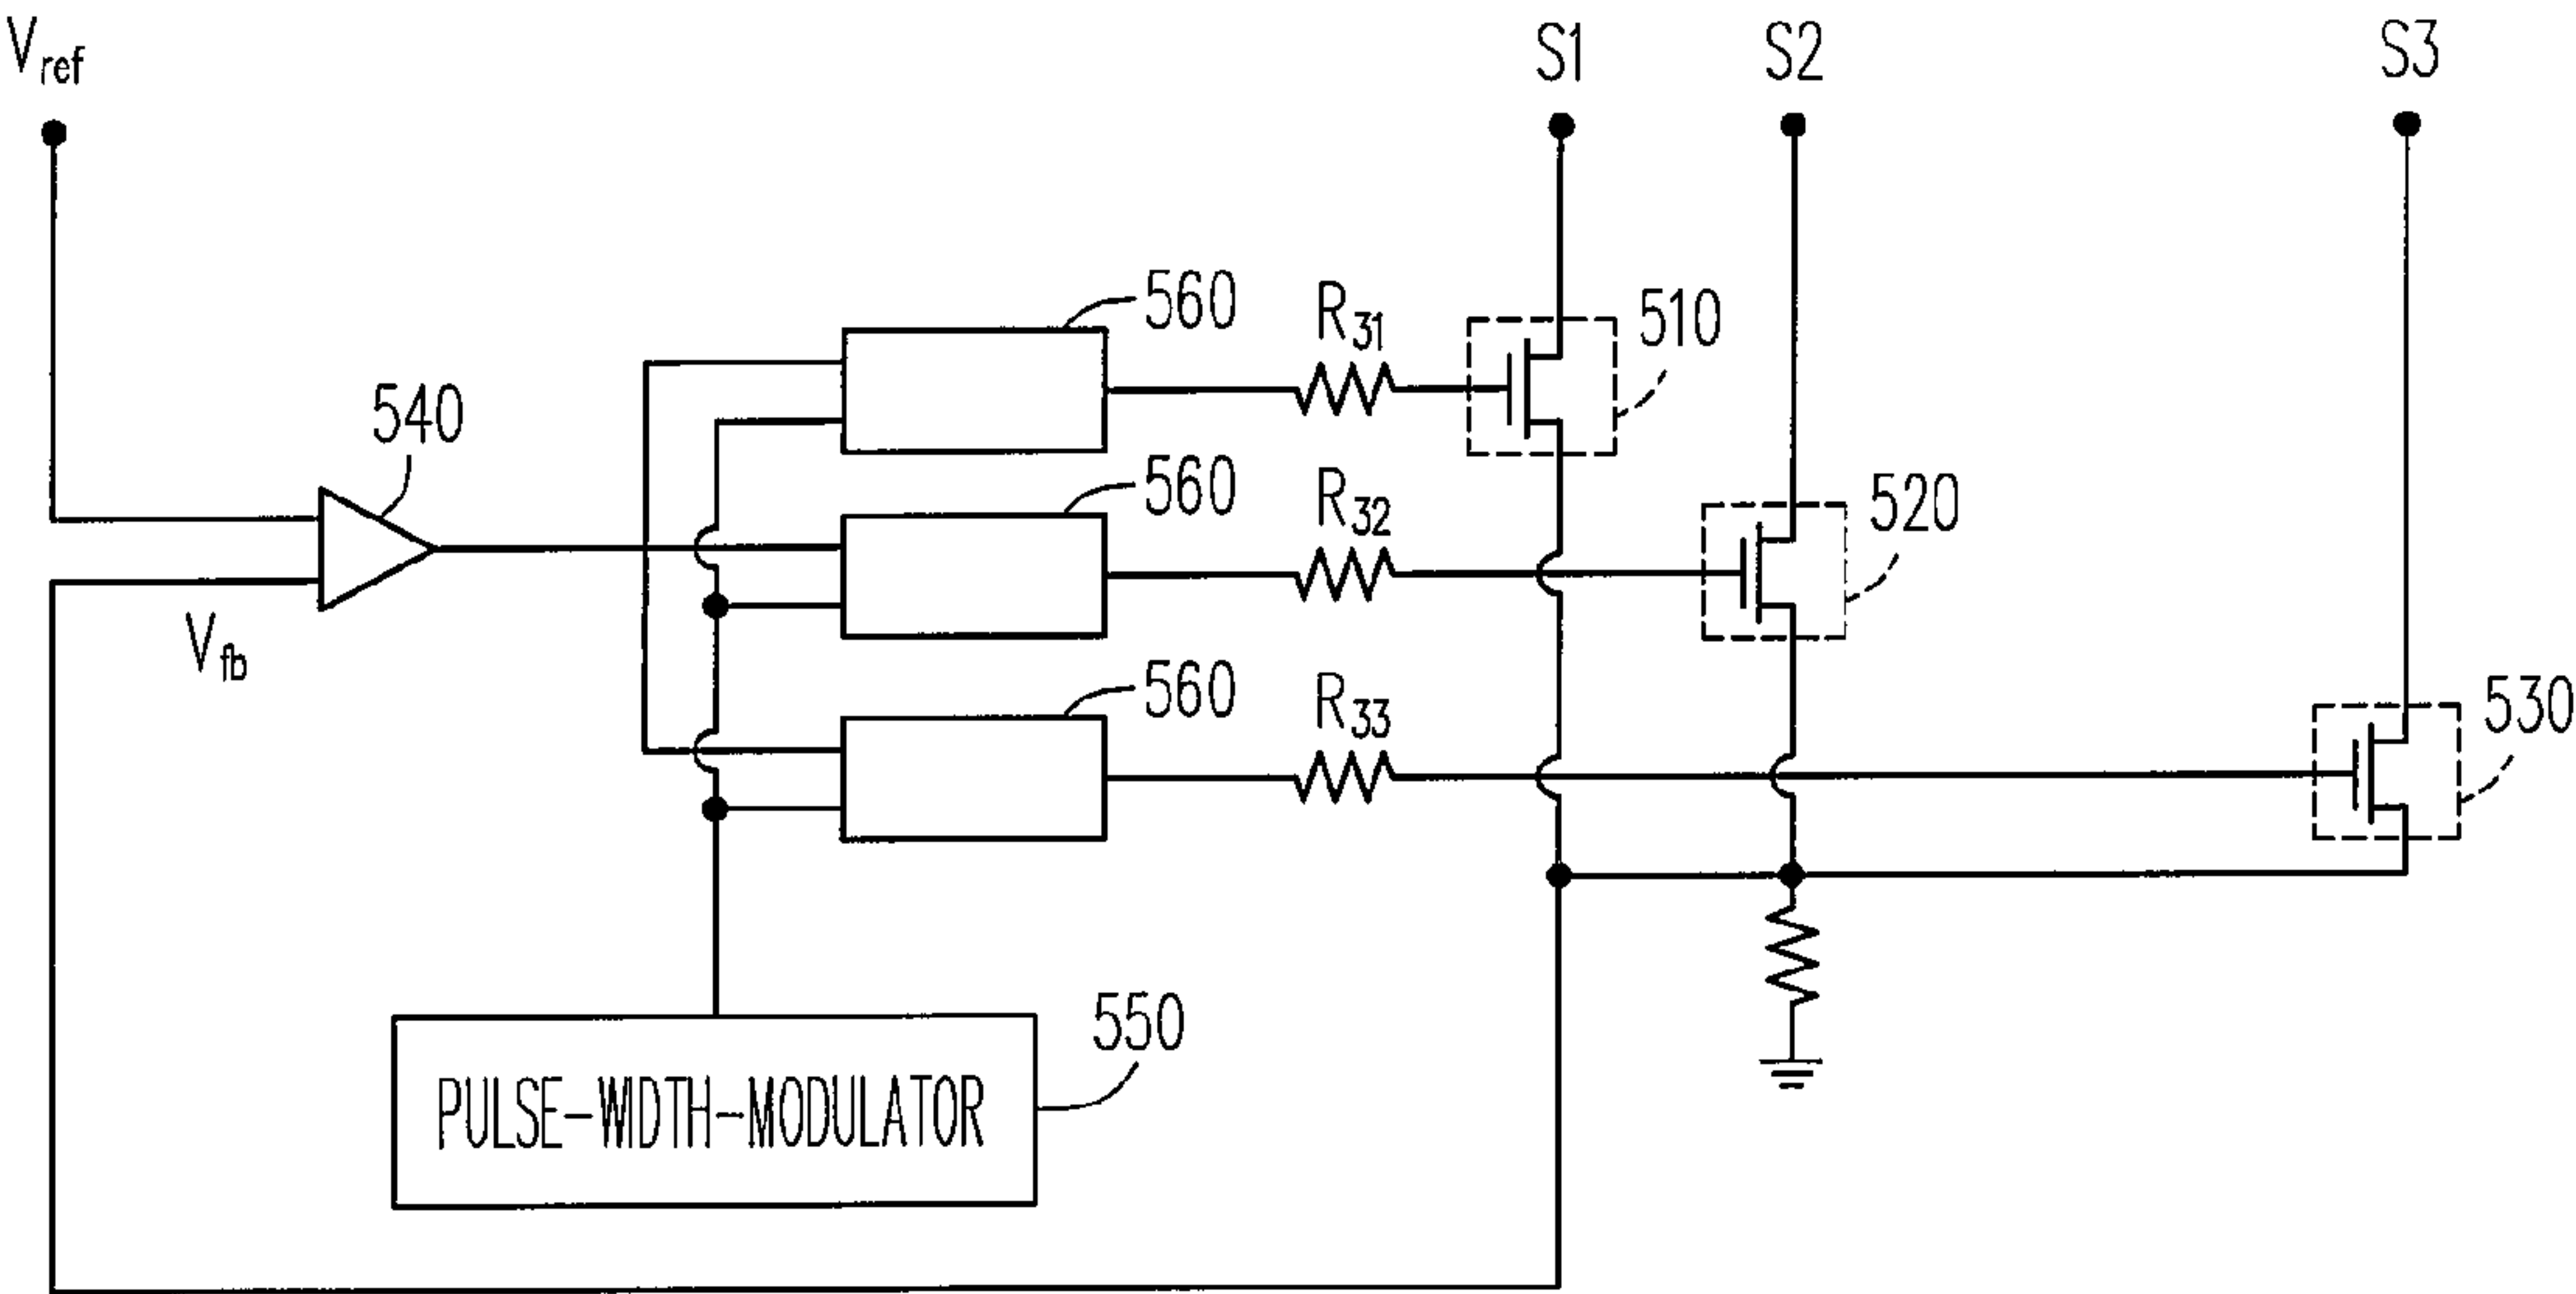 Vref
S1
S2
S3
560
R31
510
540
560
R32
520
Vfb
560
R33
530
550
PULSE-WIDTH-MODULATOR